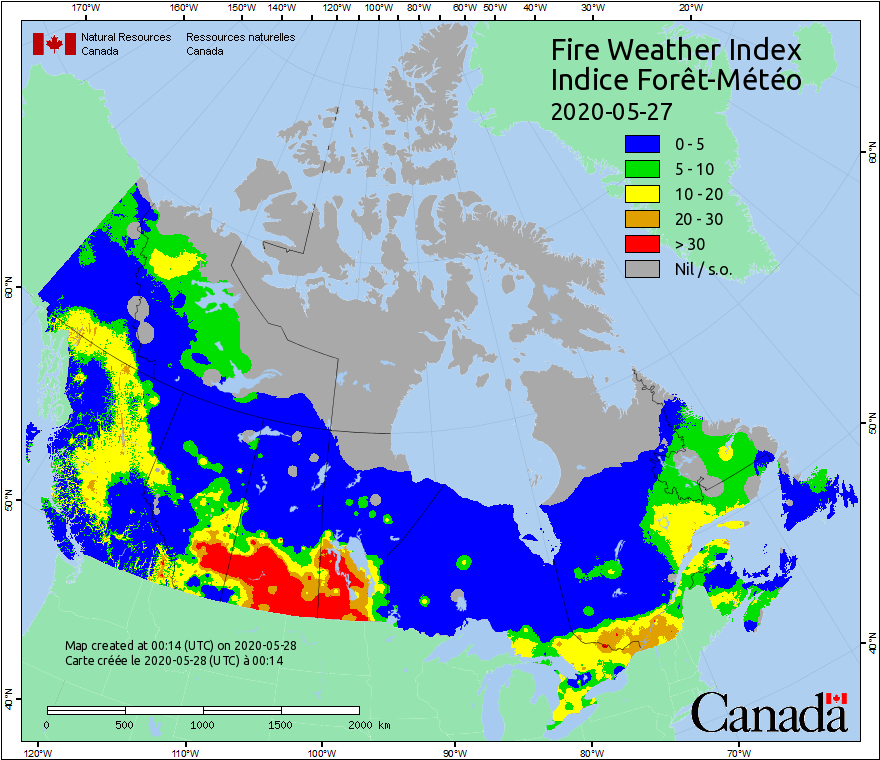 170°W 160°W 150°W 140°W 120°W 100°W 80°W 60°W 50°W 40°W 30°W 20°W
Natural Resources Canada
Ressources naturelles Canada
Fire Weather Index
Indice Forêt-Météo
2020-05-27
0 - 5
5 - 10
10 - 20
20 - 30
> 30
Nil / s.o.
60°N
60°N
50°N
50°N
40°N
40°N
Map created at 00:14 (UTC) on 2020-05-28
Carte créée le 2020-05-28 (UTC) à 00:14
0 500 1000 1500 2000 km
Canada
120°W 110°W 100°W 90°W 80°W 70°W